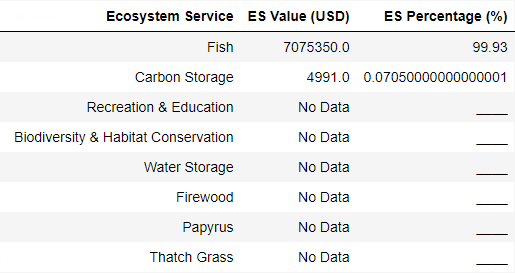 Ecosystem Service ES Value (USD) ES Percentage (%)
Fish 7075350.0 99.93
Carbon Storage 4991.0 0.07050000000000001
Recreation & Education No Data ____
Biodiversity & Habitat Conservation No Data ____
Water Storage No Data ____
Firewood No Data ____
Papyrus No Data ____
Thatch Grass No Data ____